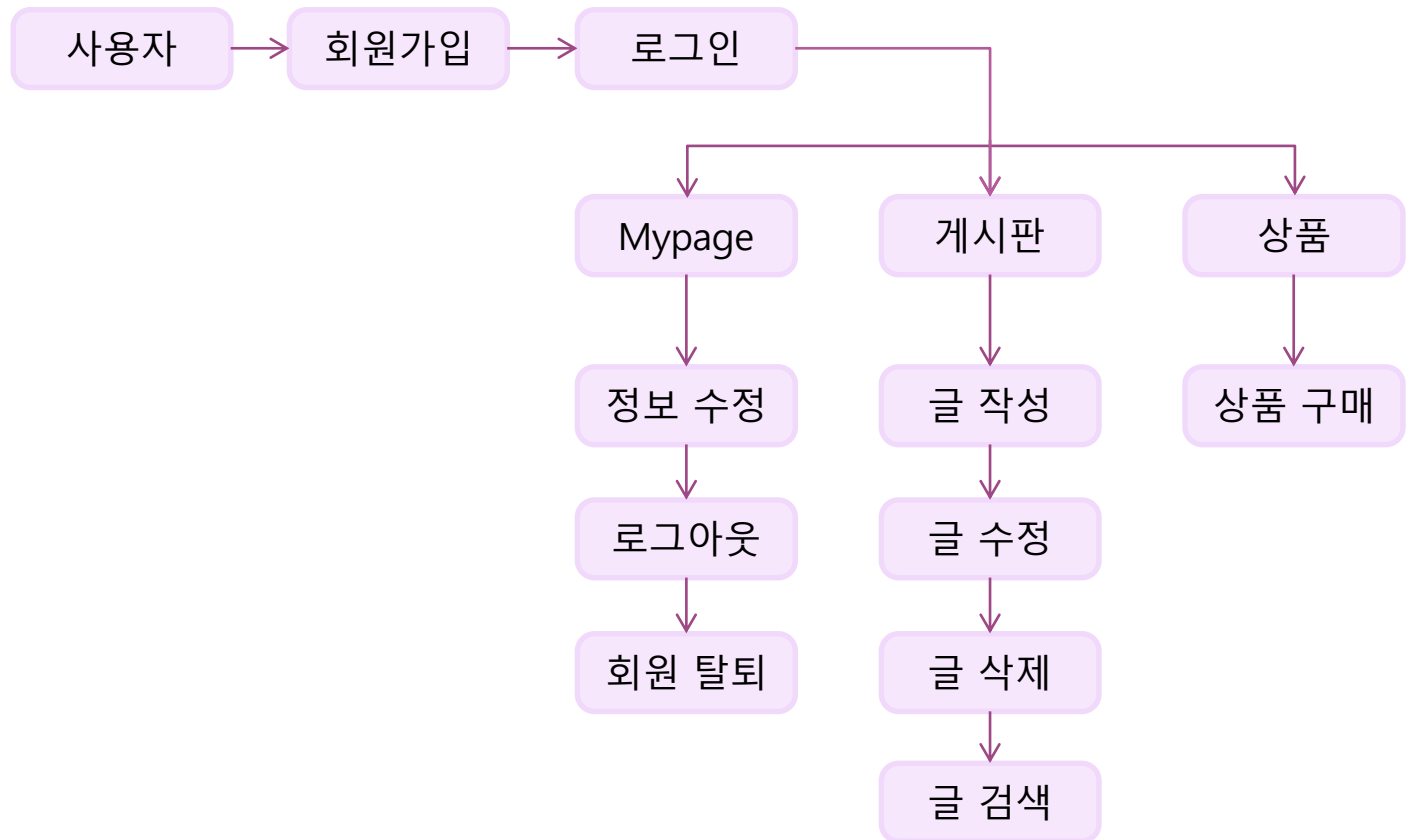 사용자
회원가입
로그인
Mypage
게시판
상품
정보 수정
글 작성
상품 구매
로그아웃
글 수정
회원 탈퇴
글 삭제
글 검색